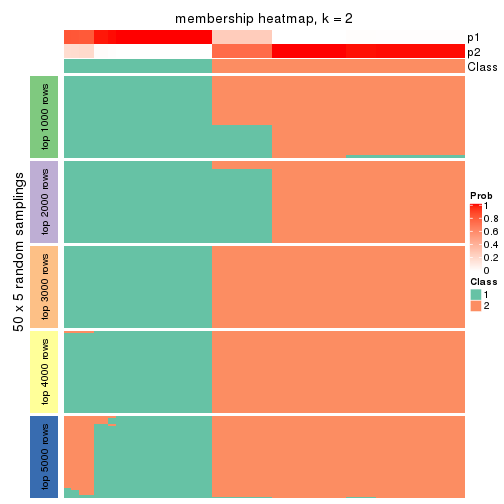 membership heatmap, k = 2
p1
p2
Class
50 x 5 random samplings
top 1000 rows
top 2000 rows
top 3000 rows
top 4000 rows
top 5000 rows
Prob
1
0.8
0.6
0.4
0.2
0
Class
1
2